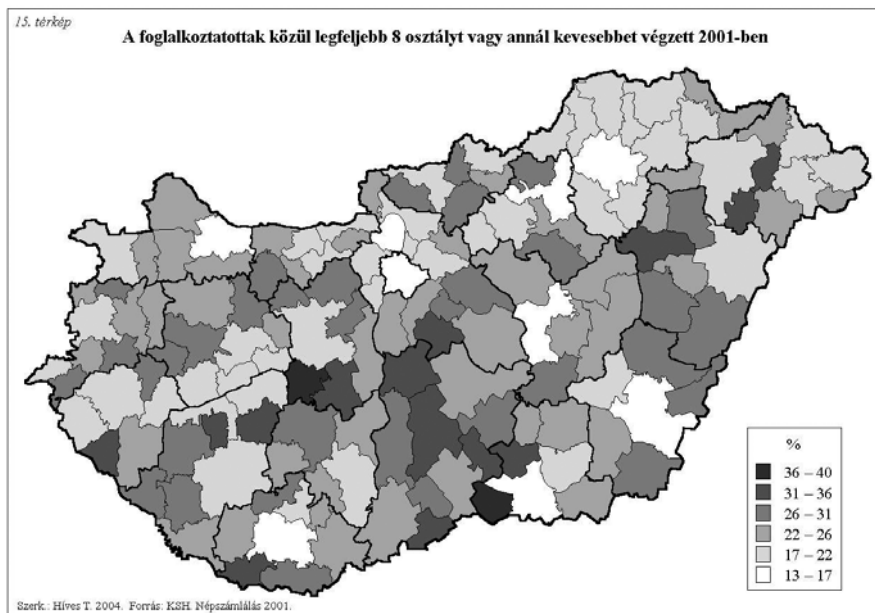 15. térkép
A foglalkoztatottak közül legfeljebb 8 osztályt vagy annál kevesebbet végzett 2001-ben
%
36 – 40
31 – 36
26 – 31
22 – 26
17 – 22
13 – 17
Szerk.: Híves T. 2004. Forrás: KSH. Népszámlálás 2001.